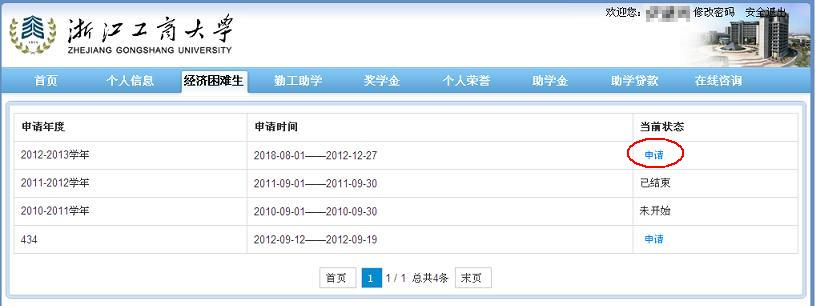 欢迎您: 修改密码 安全退出
浙江工商大学
ZHEJIANG GONGSHANG UNIVERSITY
首页 个人信息 经济困难生 勤工助学 奖学金 个人荣誉 助学金 助学贷款 在线咨询
申请年度 申请时间 当前状态
2012-2013学年 2018-08-01——2012-12-27 申请
2011-2012学年 2011-09-01——2011-09-30 已结束
2010-2011学年 2010-09-01——2010-09-30 未开始
434 2012-09-12——2012-09-19 申请
首页 1 1 / 1 总共4条 末页